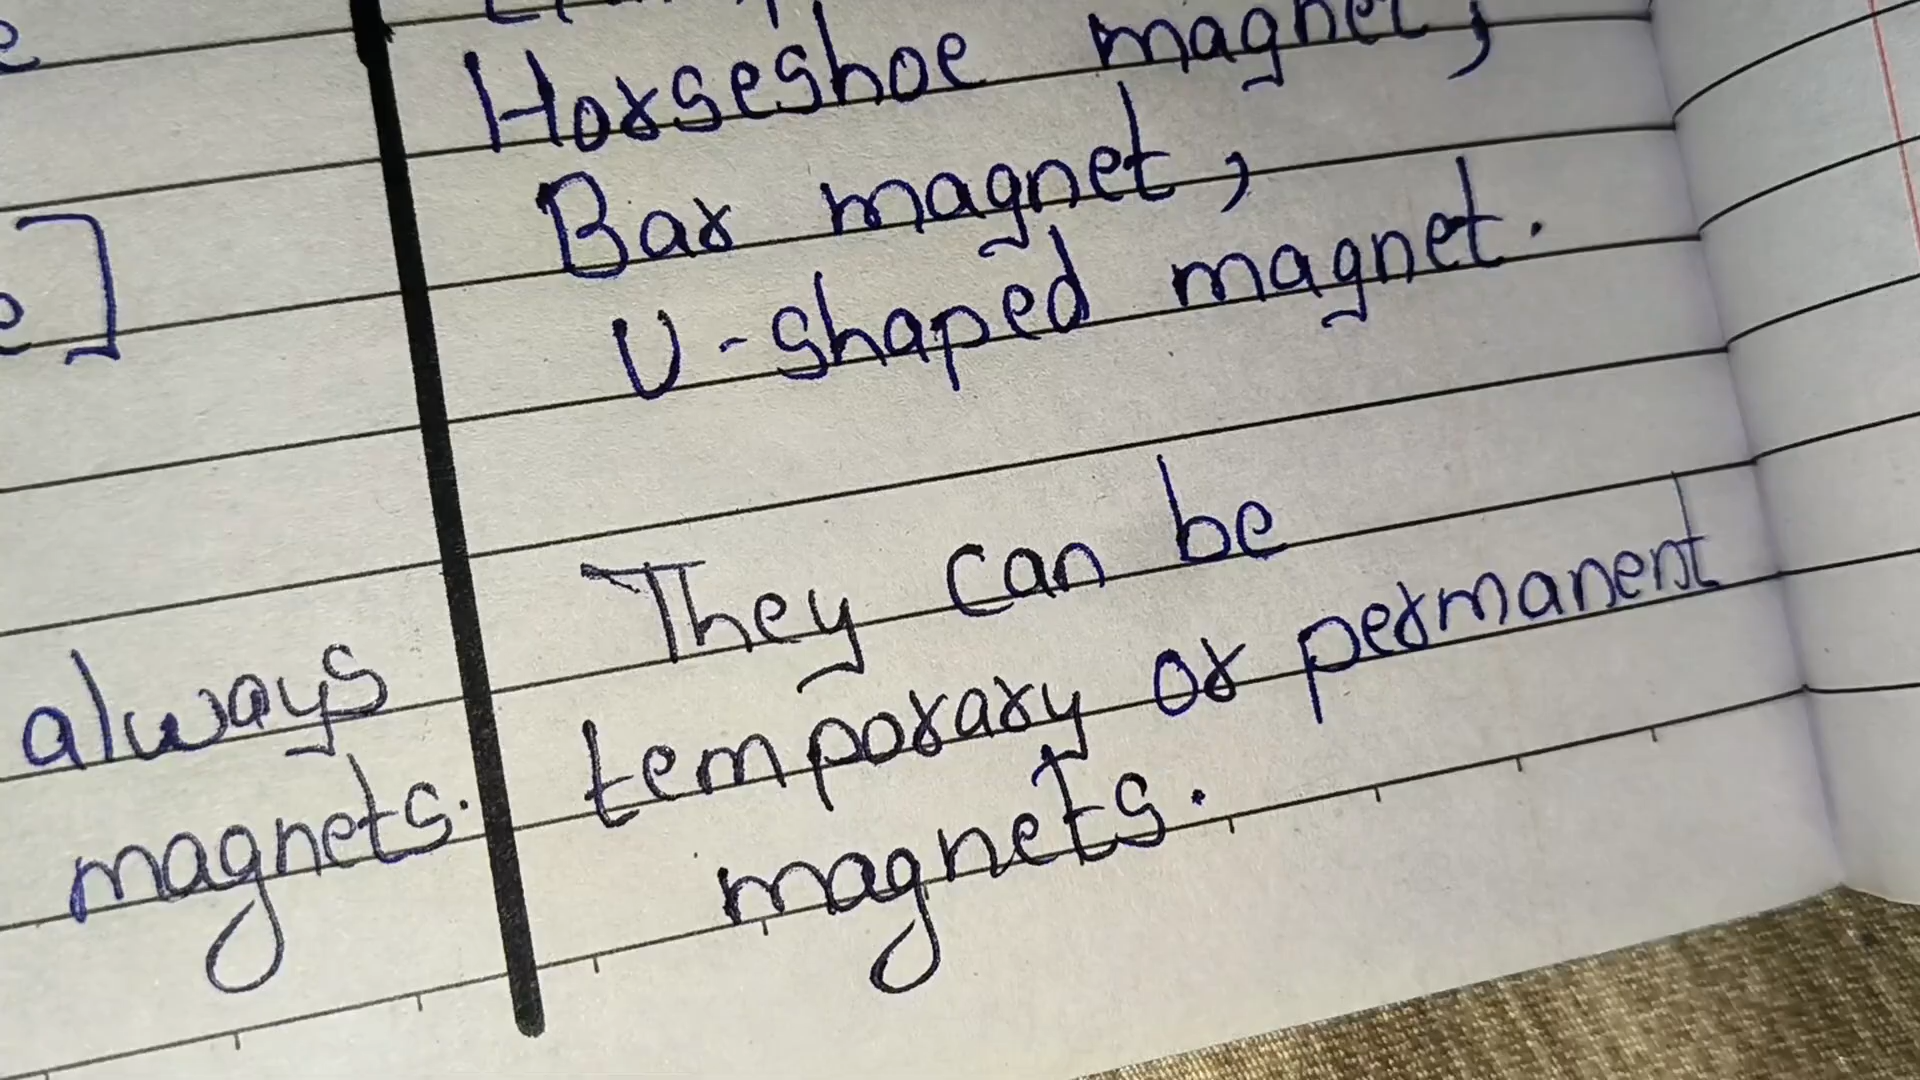 Horseshoe magnet,
Bar magnet,
U-shaped magnet.
always
magnets.
They can be
temporary or permanent
magnets.